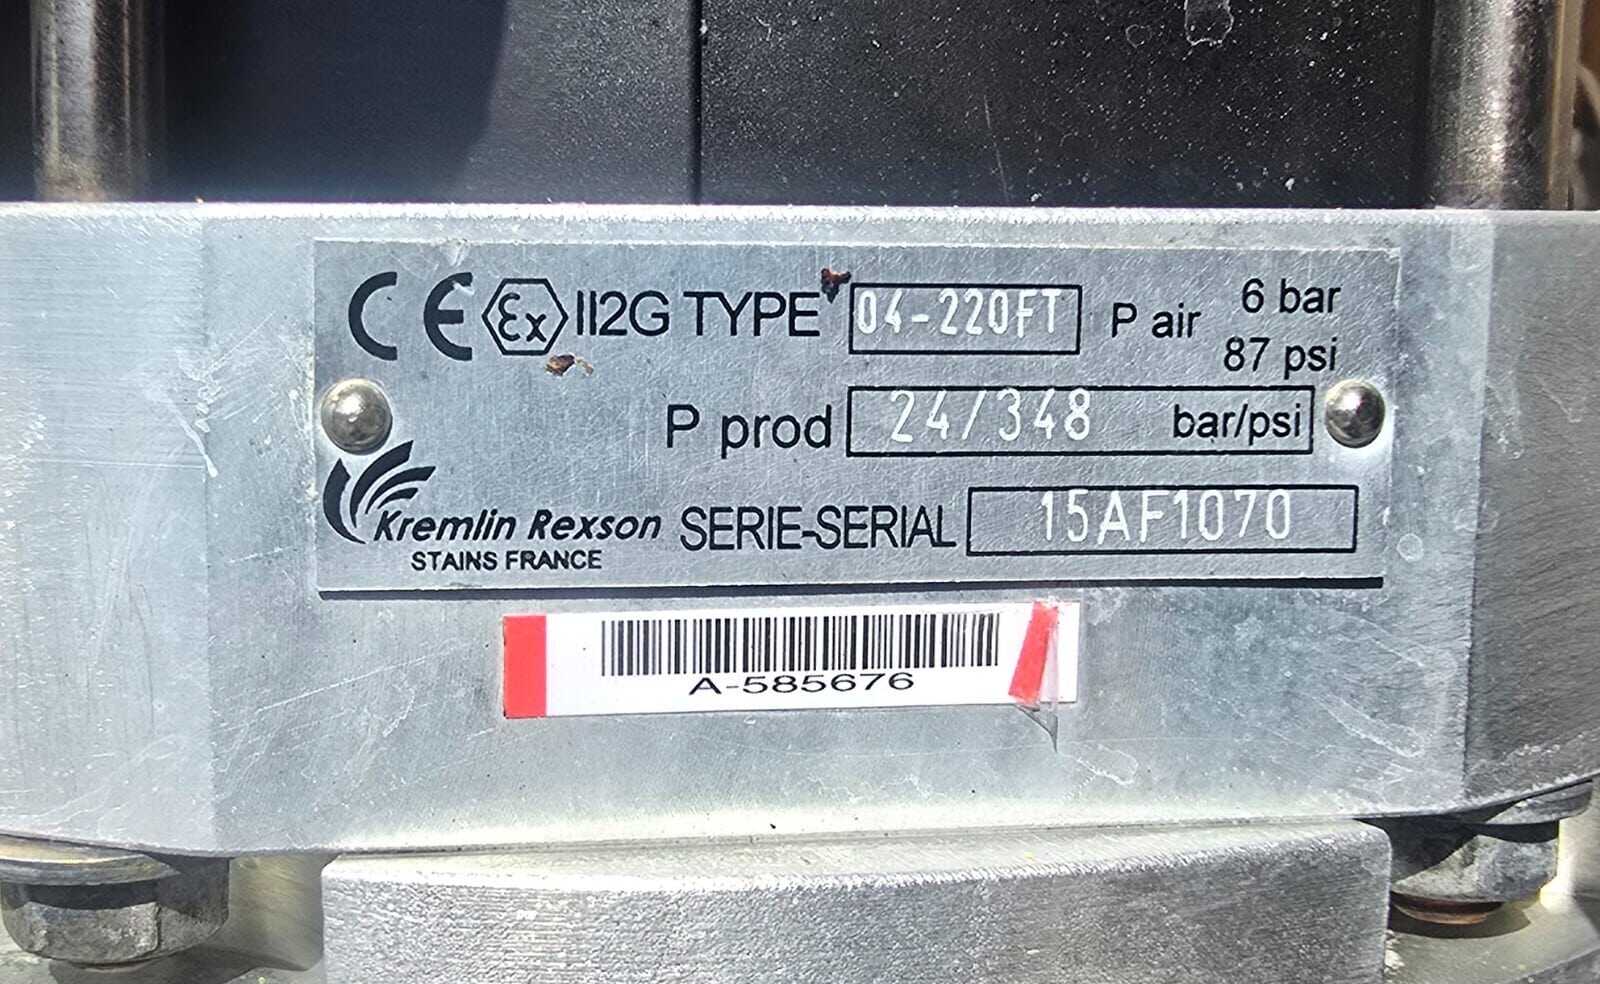 CE Ex II2G TYPE 04-220FT P air 6 bar
87 psi
P prod 24/348 bar/psi
Kremlin Rexson SERIE-SERIAL 15AF1070
STAINS FRANCE
A-585676